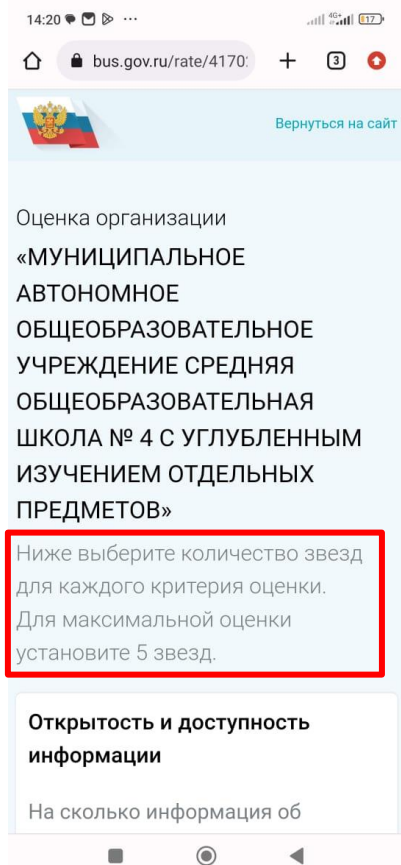 14:20
4G+
17
bus.gov.ru/rate/4170
3
Вернуться на сайт
Оценка организации
«МУНИЦИПАЛЬНОЕ
АВТОНОМНОЕ
ОБЩЕОБРАЗОВАТЕЛЬНОЕ
УЧРЕЖДЕНИЕ СРЕДНЯЯ
ОБЩЕОБРАЗОВАТЕЛЬНАЯ
ШКОЛА № 4 С УГЛУБЛЕННЫМ
ИЗУЧЕНИЕМ ОТДЕЛЬНЫХ
ПРЕДМЕТОВ»
Ниже выберите количество звезд
для каждого критерия оценки.
Для максимальной оценки
установите 5 звезд.
Открытость и доступность
информации
На сколько информация об